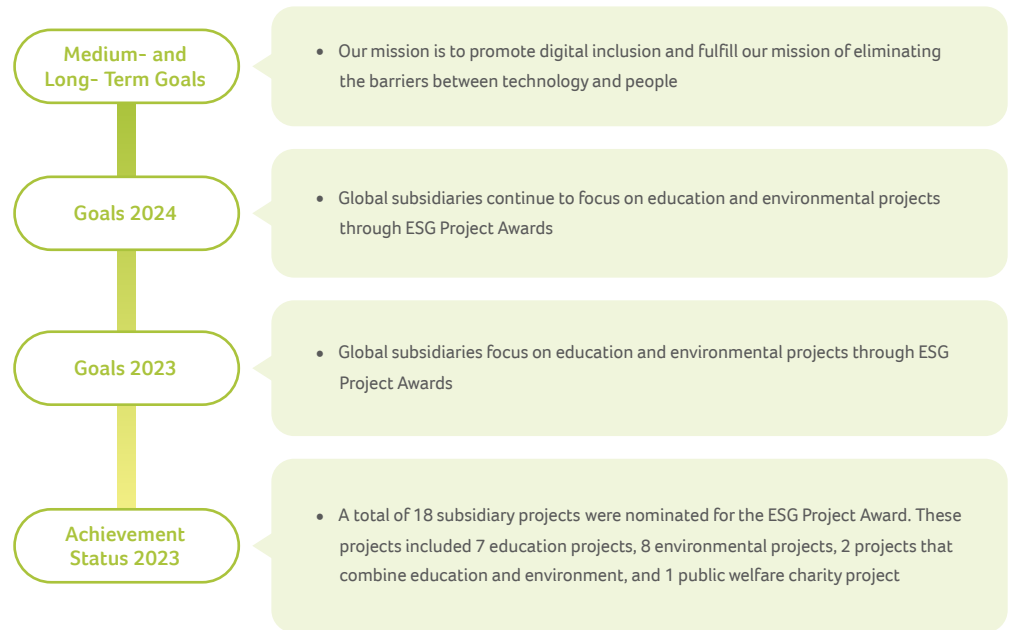 Medium- and
Long- Term Goals
• Our mission is to promote digital inclusion and fulfill our mission of eliminating
the barriers between technology and people
Goals 2024
• Global subsidiaries continue to focus on education and environmental projects
through ESG Project Awards
Goals 2023
• Global subsidiaries focus on education and environmental projects through ESG
Project Awards
Achievement
Status 2023
• A total of 18 subsidiary projects were nominated for the ESG Project Award. These
projects included 7 education projects, 8 environmental projects, 2 projects that
combine education and environment, and 1 public welfare charity project